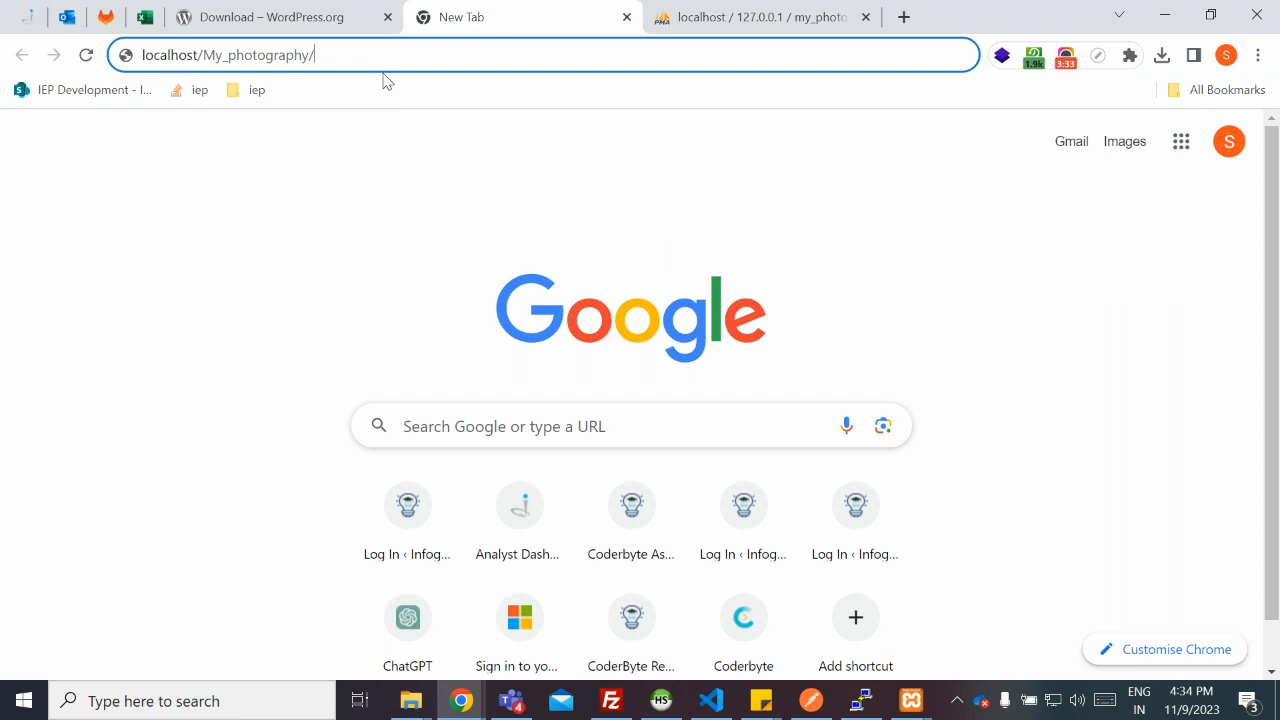 Download – WordPress.org
New Tab
localhost / 127.0.0.1 / my_photo
localhost/My_photography/
1.9k
3:33
S
IEP Development - I...
iep
iep
All Bookmarks
Gmail
Images
S
Google
Search Google or type a URL
Log In ‹ Infog...
Analyst Dash...
Coderbyte As...
Log In ‹ Infog...
Log In ‹ Infog...
ChatGPT
Sign in to yo...
CoderByte Re...
Coderbyte
Add shortcut
Customise Chrome
Type here to search
4
HS
ENG
IN
4:34 PM
11/9/2023
3